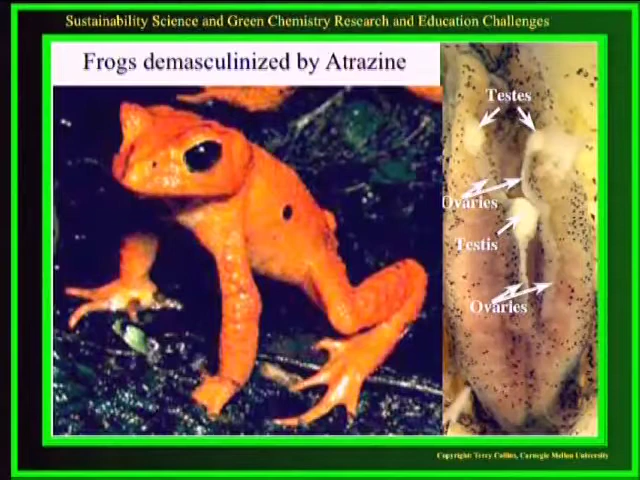 Sustainability Science and Green Chemistry Research and Education Challenges
Frogs demasculinized by Atrazine
Testes
Ovaries
Testis
Ovaries
Copyright: Terry Collins, Carnegie Mellon University